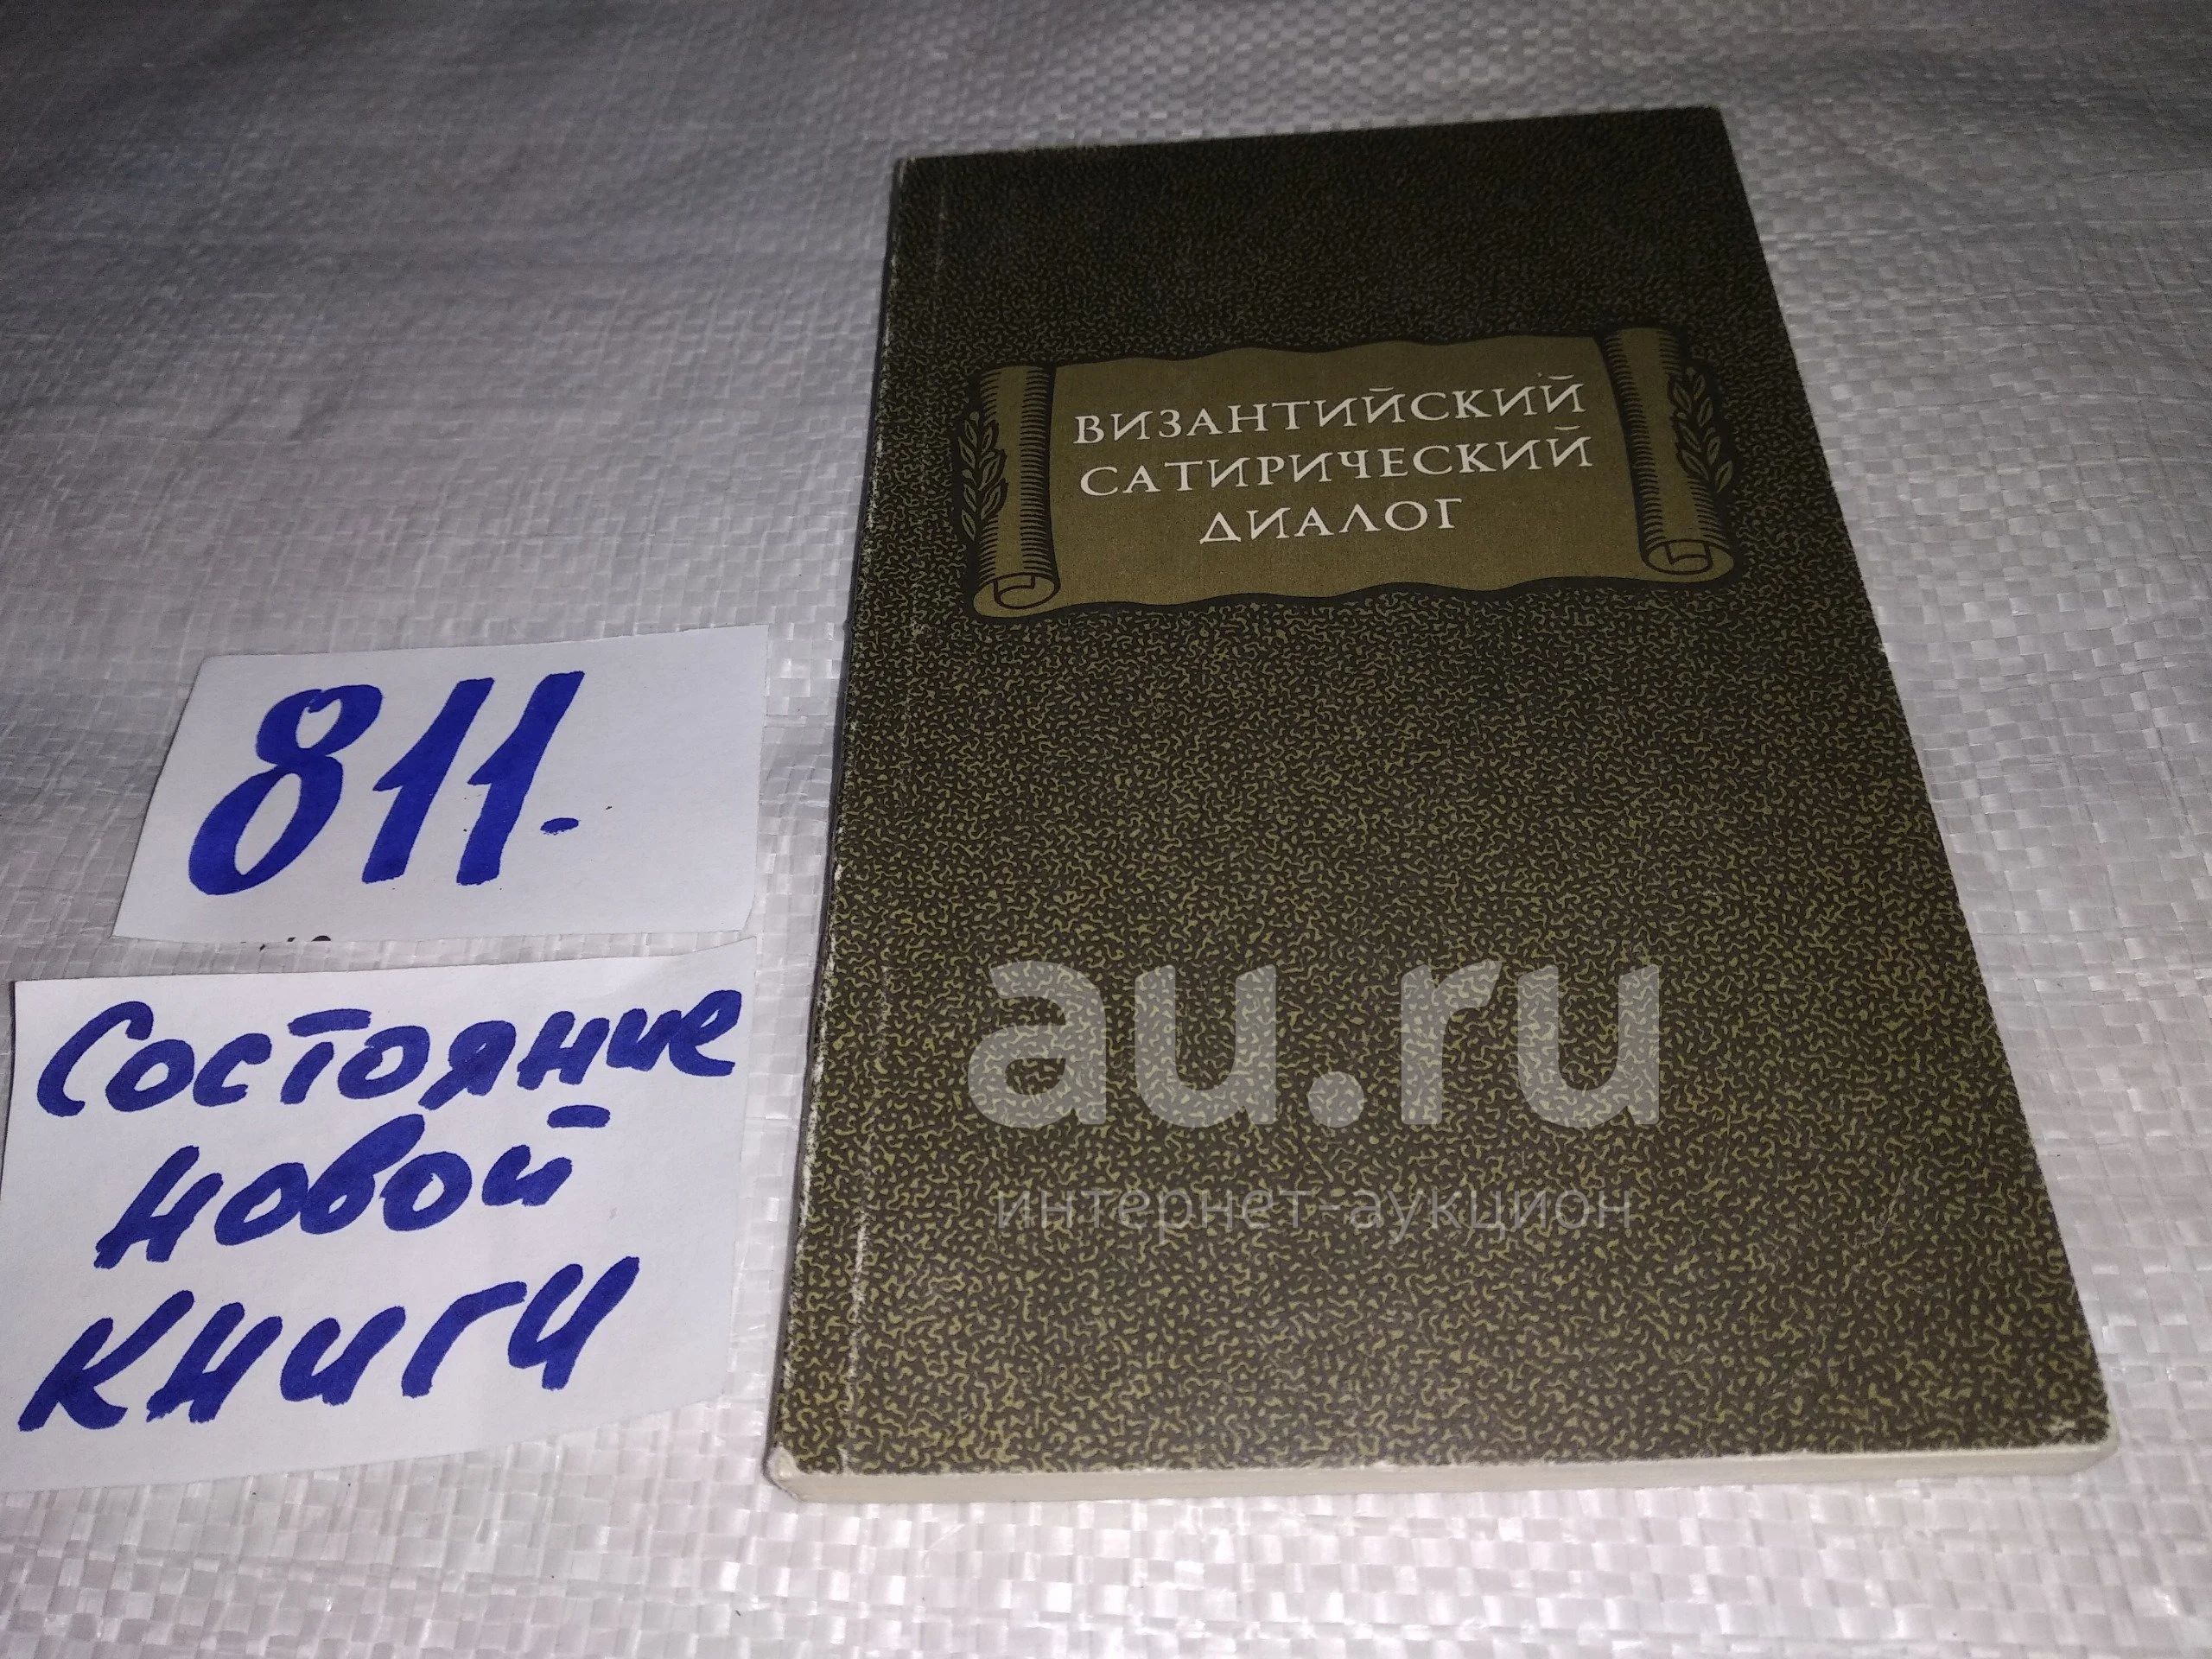 ВИЗАНТИЙСКИЙ
САТИРИЧЕСКИЙ
ДИАЛОГ
811.
Состояние
новой
книги
au.ru
интернет-аукцион